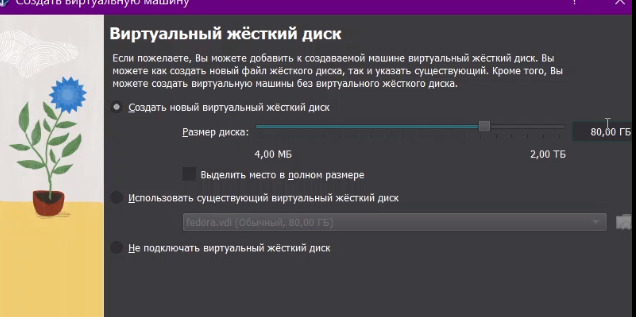 Создать виртуальную машину
Виртуальный жёсткий диск
Если пожелаете, Вы можете добавить к создаваемой машине виртуальный жёсткий диск. Вы
можете как создать новый файл жёсткого диска, так и указать существующий. Кроме того, Вы
можете создать виртуальную машины без виртуального жёсткого диска.
Создать новый виртуальный жёсткий диск
Размер диска:
80,00 ГБ
4,00 МБ
2,00 ТБ
Выделить место в полном размере
Использовать существующий виртуальный жёсткий диск
fedora.vdi (Обычный, 80,00 ГБ)
Не подключать виртуальный жёсткий диск